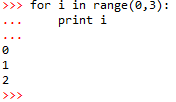 >>> for i in range(0,3):
...     print i
...
0
1
2
>>>